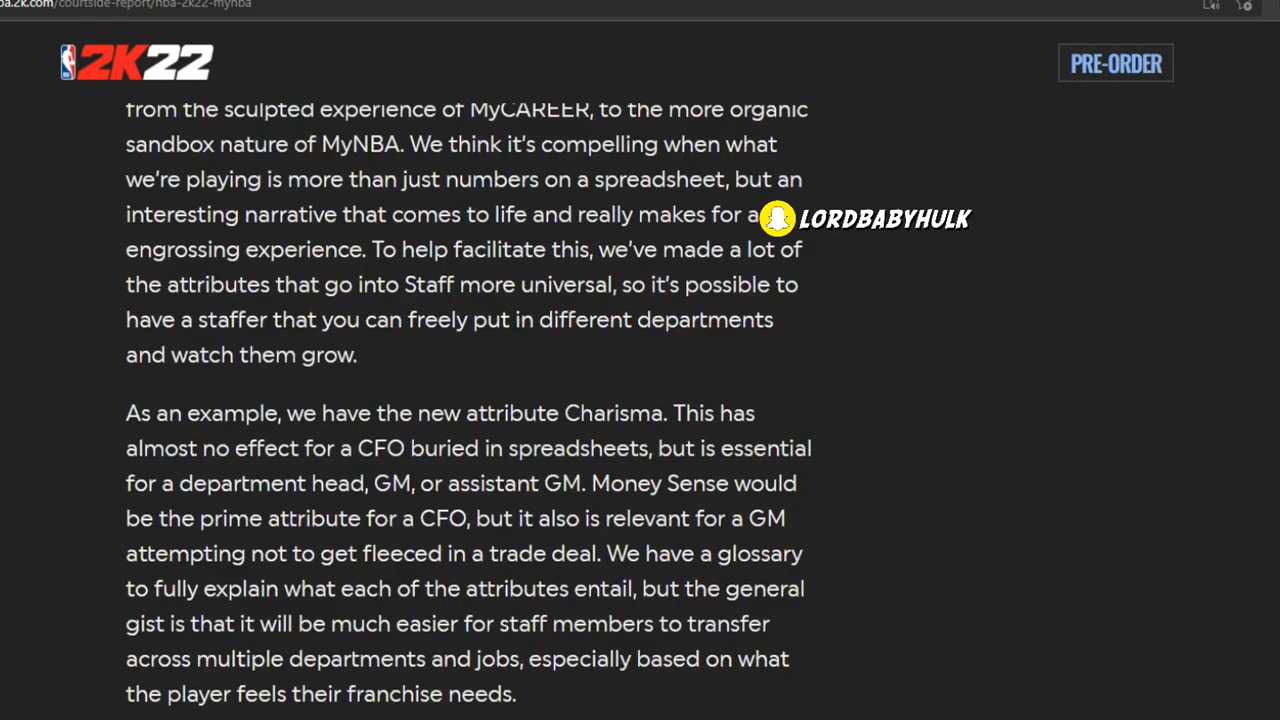 ba.2k.com/courtside-report/nba-2k22-mynba
2K22
PRE-ORDER
from the sculpted experience of MyCAREER, to the more organic
sandbox nature of MyNBA. We think it's compelling when what
we're playing is more than just numbers on a spreadsheet, but an
interesting narrative that comes to life and really makes for a
LORDBABYHULK
engrossing experience. To help facilitate this, we've made a lot of
the attributes that go into Staff more universal, so it's possible to
have a staffer that you can freely put in different departments
and watch them grow.
As an example, we have the new attribute Charisma. This has
almost no effect for a CFO buried in spreadsheets, but is essential
for a department head, GM, or assistant GM. Money Sense would
be the prime attribute for a CFO, but it also is relevant for a GM
attempting not to get fleeced in a trade deal. We have a glossary
to fully explain what each of the attributes entail, but the general
gist is that it will be much easier for staff members to transfer
across multiple departments and jobs, especially based on what
the player feels their franchise needs.